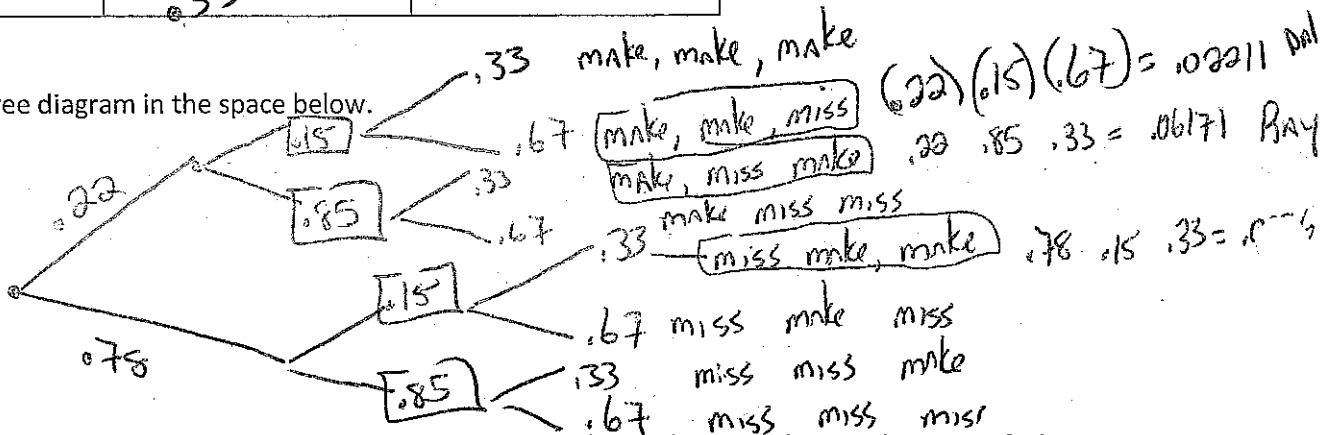 .33 make, make, make
(.22)(.15)(.67) = .02211
ree diagram in the space below.
.15
.67 make, make, miss
.22 .85 .33 = .06171 RAY
make, miss make
.22
.33
.85
make miss miss
.67
.33 miss make, make .78 .15 .33 =
.15
.67 miss make miss
.78
.33 miss miss make
.85
.67 miss miss miss